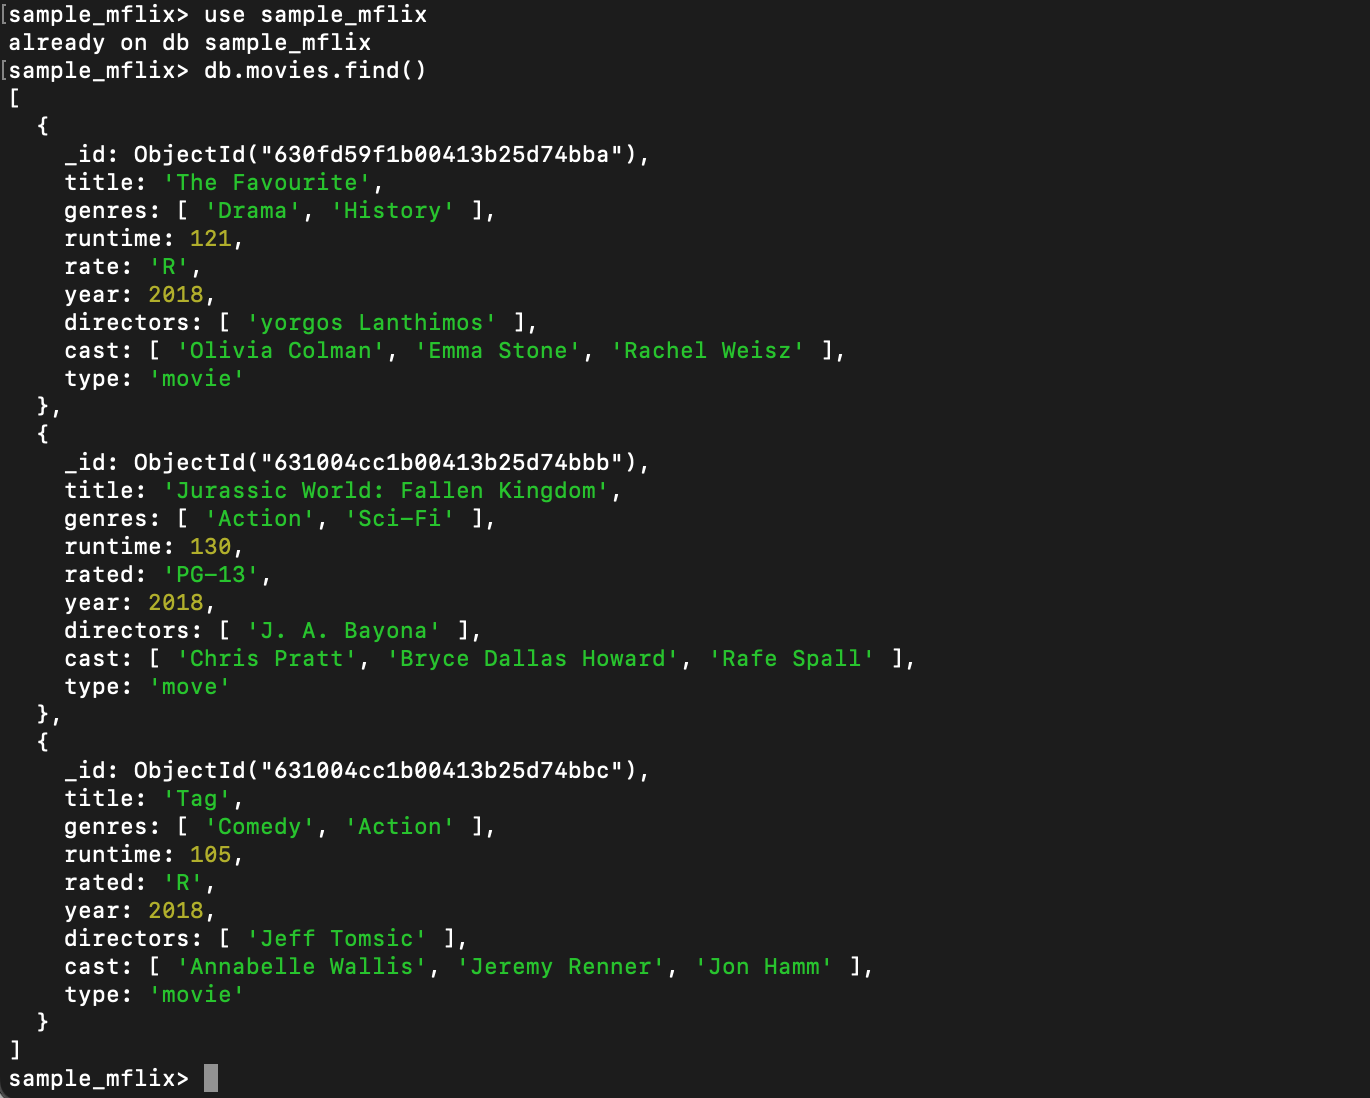 [sample_mflix> use sample_mflix
already on db sample_mflix
[sample_mflix> db.movies.find()
[
  {
    _id: ObjectId("630fd59f1b00413b25d74bba"),
    title: 'The Favourite',
    genres: [ 'Drama', 'History' ],
    runtime: 121,
    rate: 'R',
    year: 2018,
    directors: [ 'yorgos Lanthimos' ],
    cast: [ 'Olivia Colman', 'Emma Stone', 'Rachel Weisz' ],
    type: 'movie'
  },
  {
    _id: ObjectId("631004cc1b00413b25d74bbb"),
    title: 'Jurassic World: Fallen Kingdom',
    genres: [ 'Action', 'Sci-Fi' ],
    runtime: 130,
    rated: 'PG-13',
    year: 2018,
    directors: [ 'J. A. Bayona' ],
    cast: [ 'Chris Pratt', 'Bryce Dallas Howard', 'Rafe Spall' ],
    type: 'move'
  },
  {
    _id: ObjectId("631004cc1b00413b25d74bbc"),
    title: 'Tag',
    genres: [ 'Comedy', 'Action' ],
    runtime: 105,
    rated: 'R',
    year: 2018,
    directors: [ 'Jeff Tomsic' ],
    cast: [ 'Annabelle Wallis', 'Jeremy Renner', 'Jon Hamm' ],
    type: 'movie'
  }
]
sample_mflix>